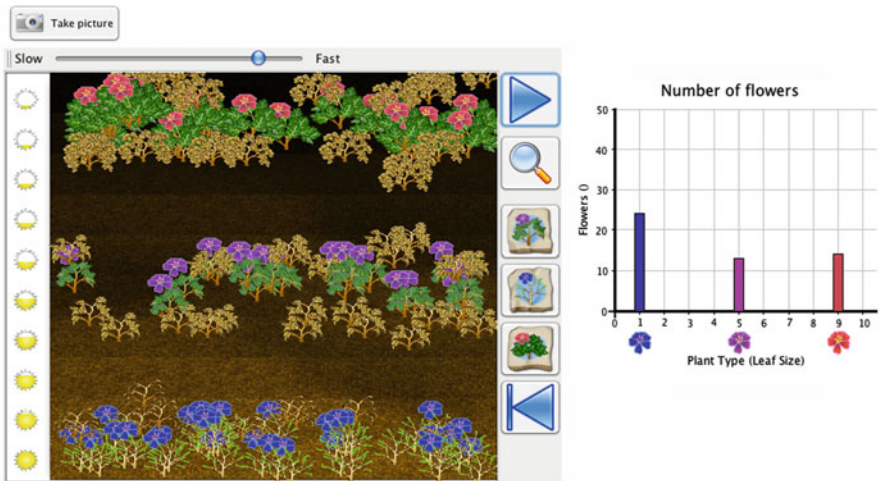 Take picture
Slow Fast
Number of flowers
50
40
30
20
10
0
Flowers ()
0 1 2 3 4 5 6 7 8 9 10
Plant Type (Leaf Size)